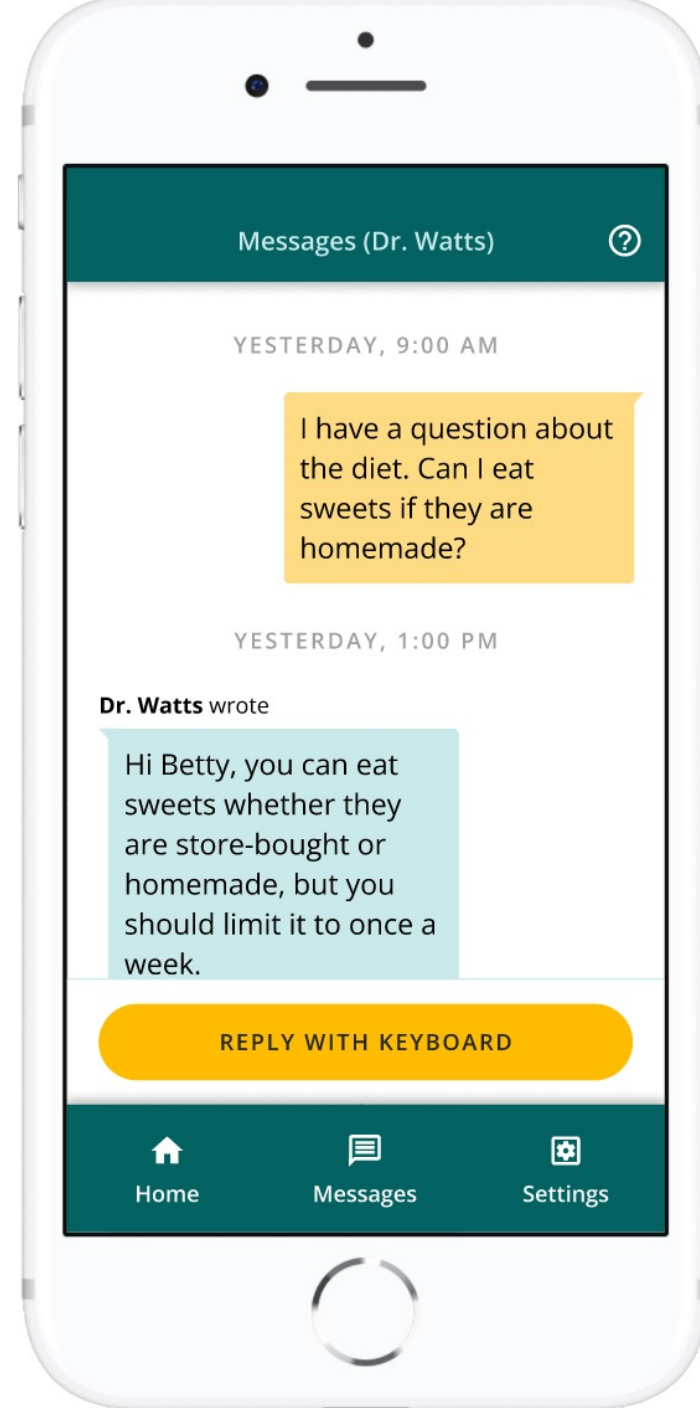 Messages (Dr. Watts)
YESTERDAY, 9:00 AM
I have a question about
the diet. Can I eat
sweets if they are
homemade?
YESTERDAY, 1:00 PM
Dr. Watts wrote
Hi Betty, you can eat
sweets whether they
are store-bought or
homemade, but you
should limit it to once a
week.
REPLY WITH KEYBOARD
Home Messages Settings